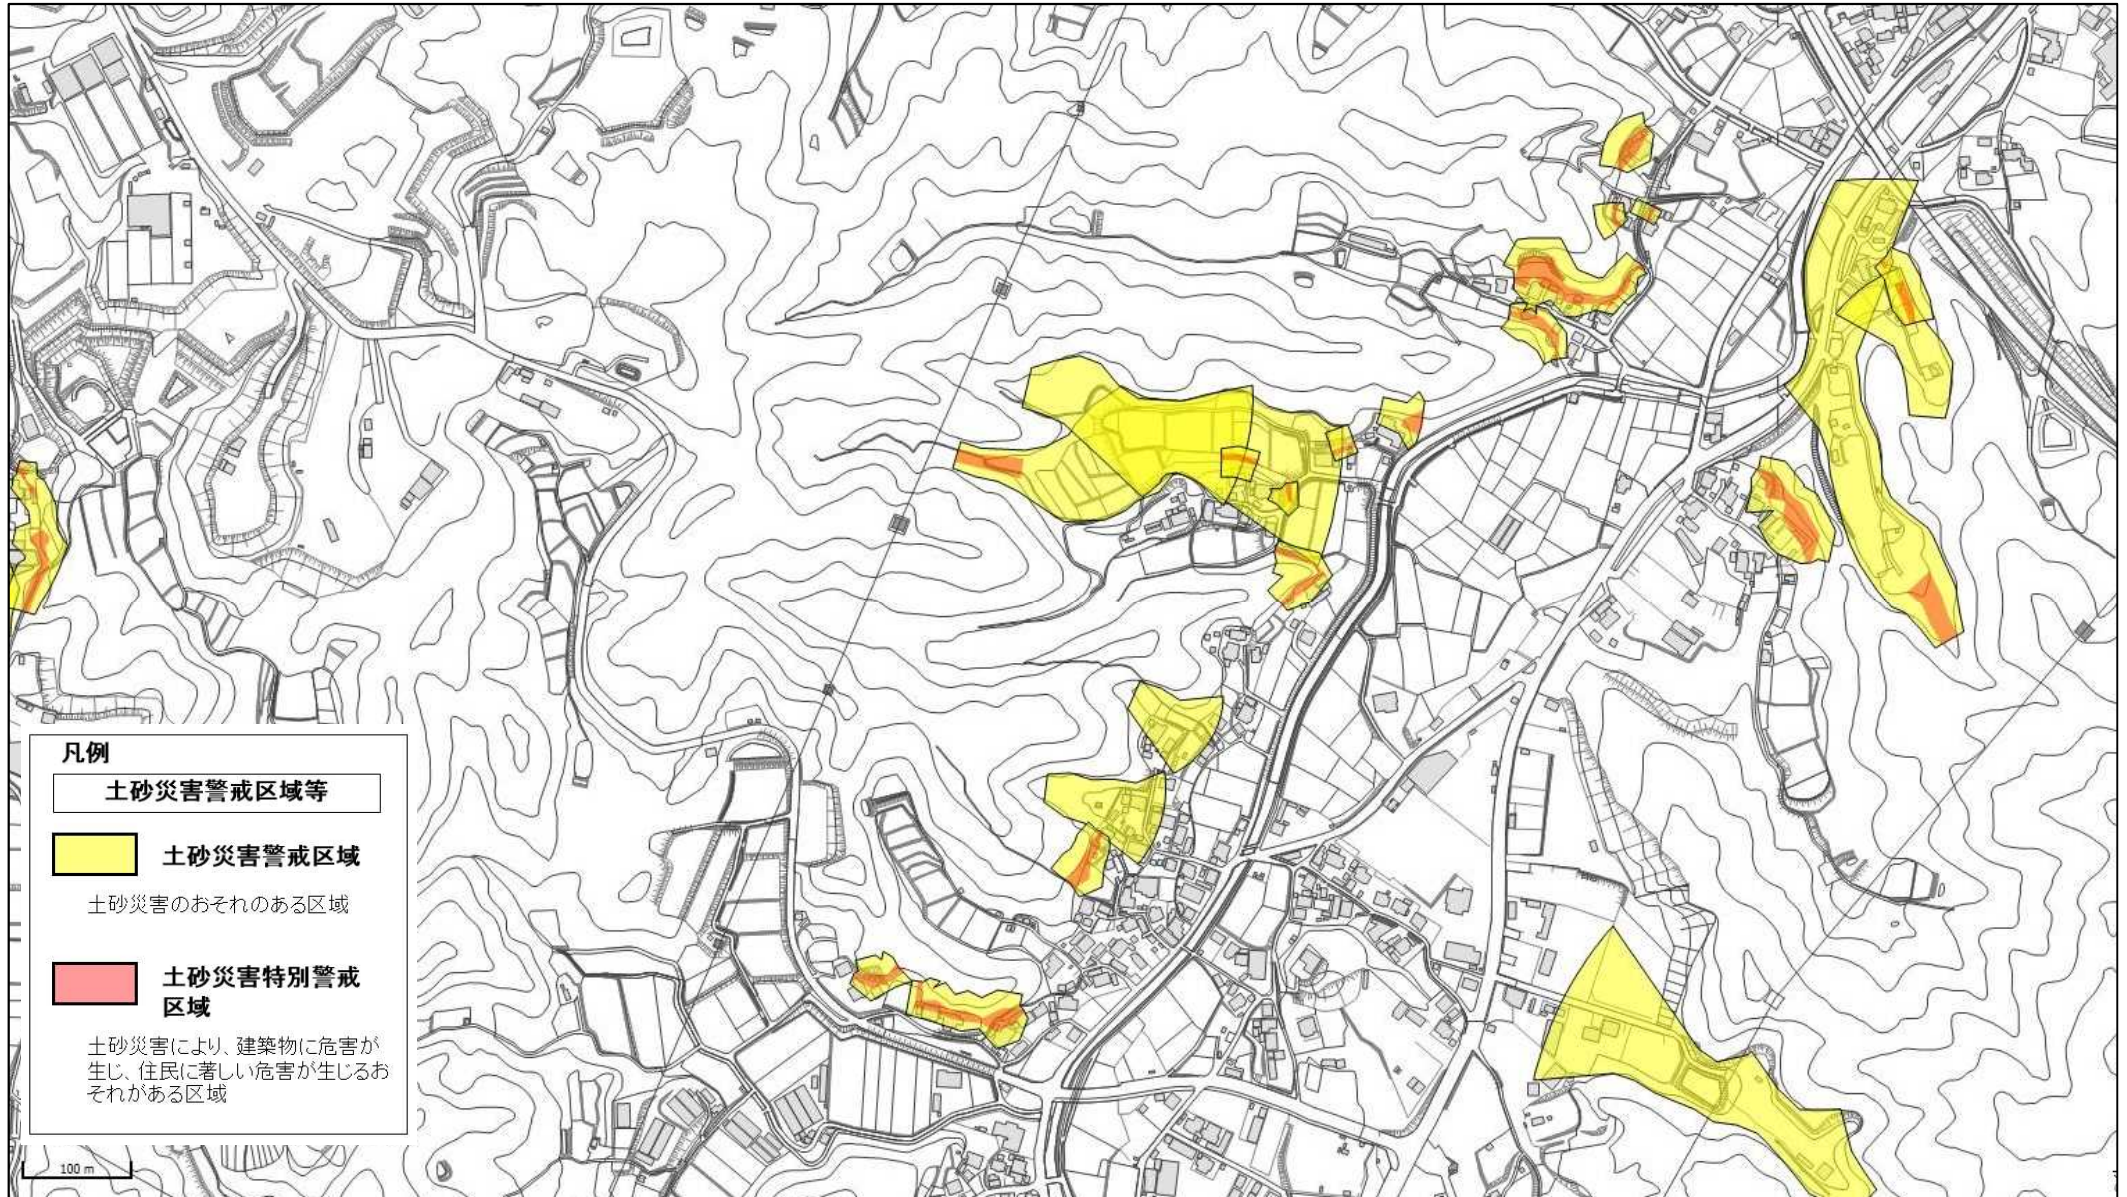 凡例
土砂災害警戒区域等
土砂災害警戒区域
土砂災害のおそれのある区域
土砂災害特別警戒
区域
土砂災害により、建築物に危害が
生じ、住民に著しい危害が生じるお
それがある区域
100 m